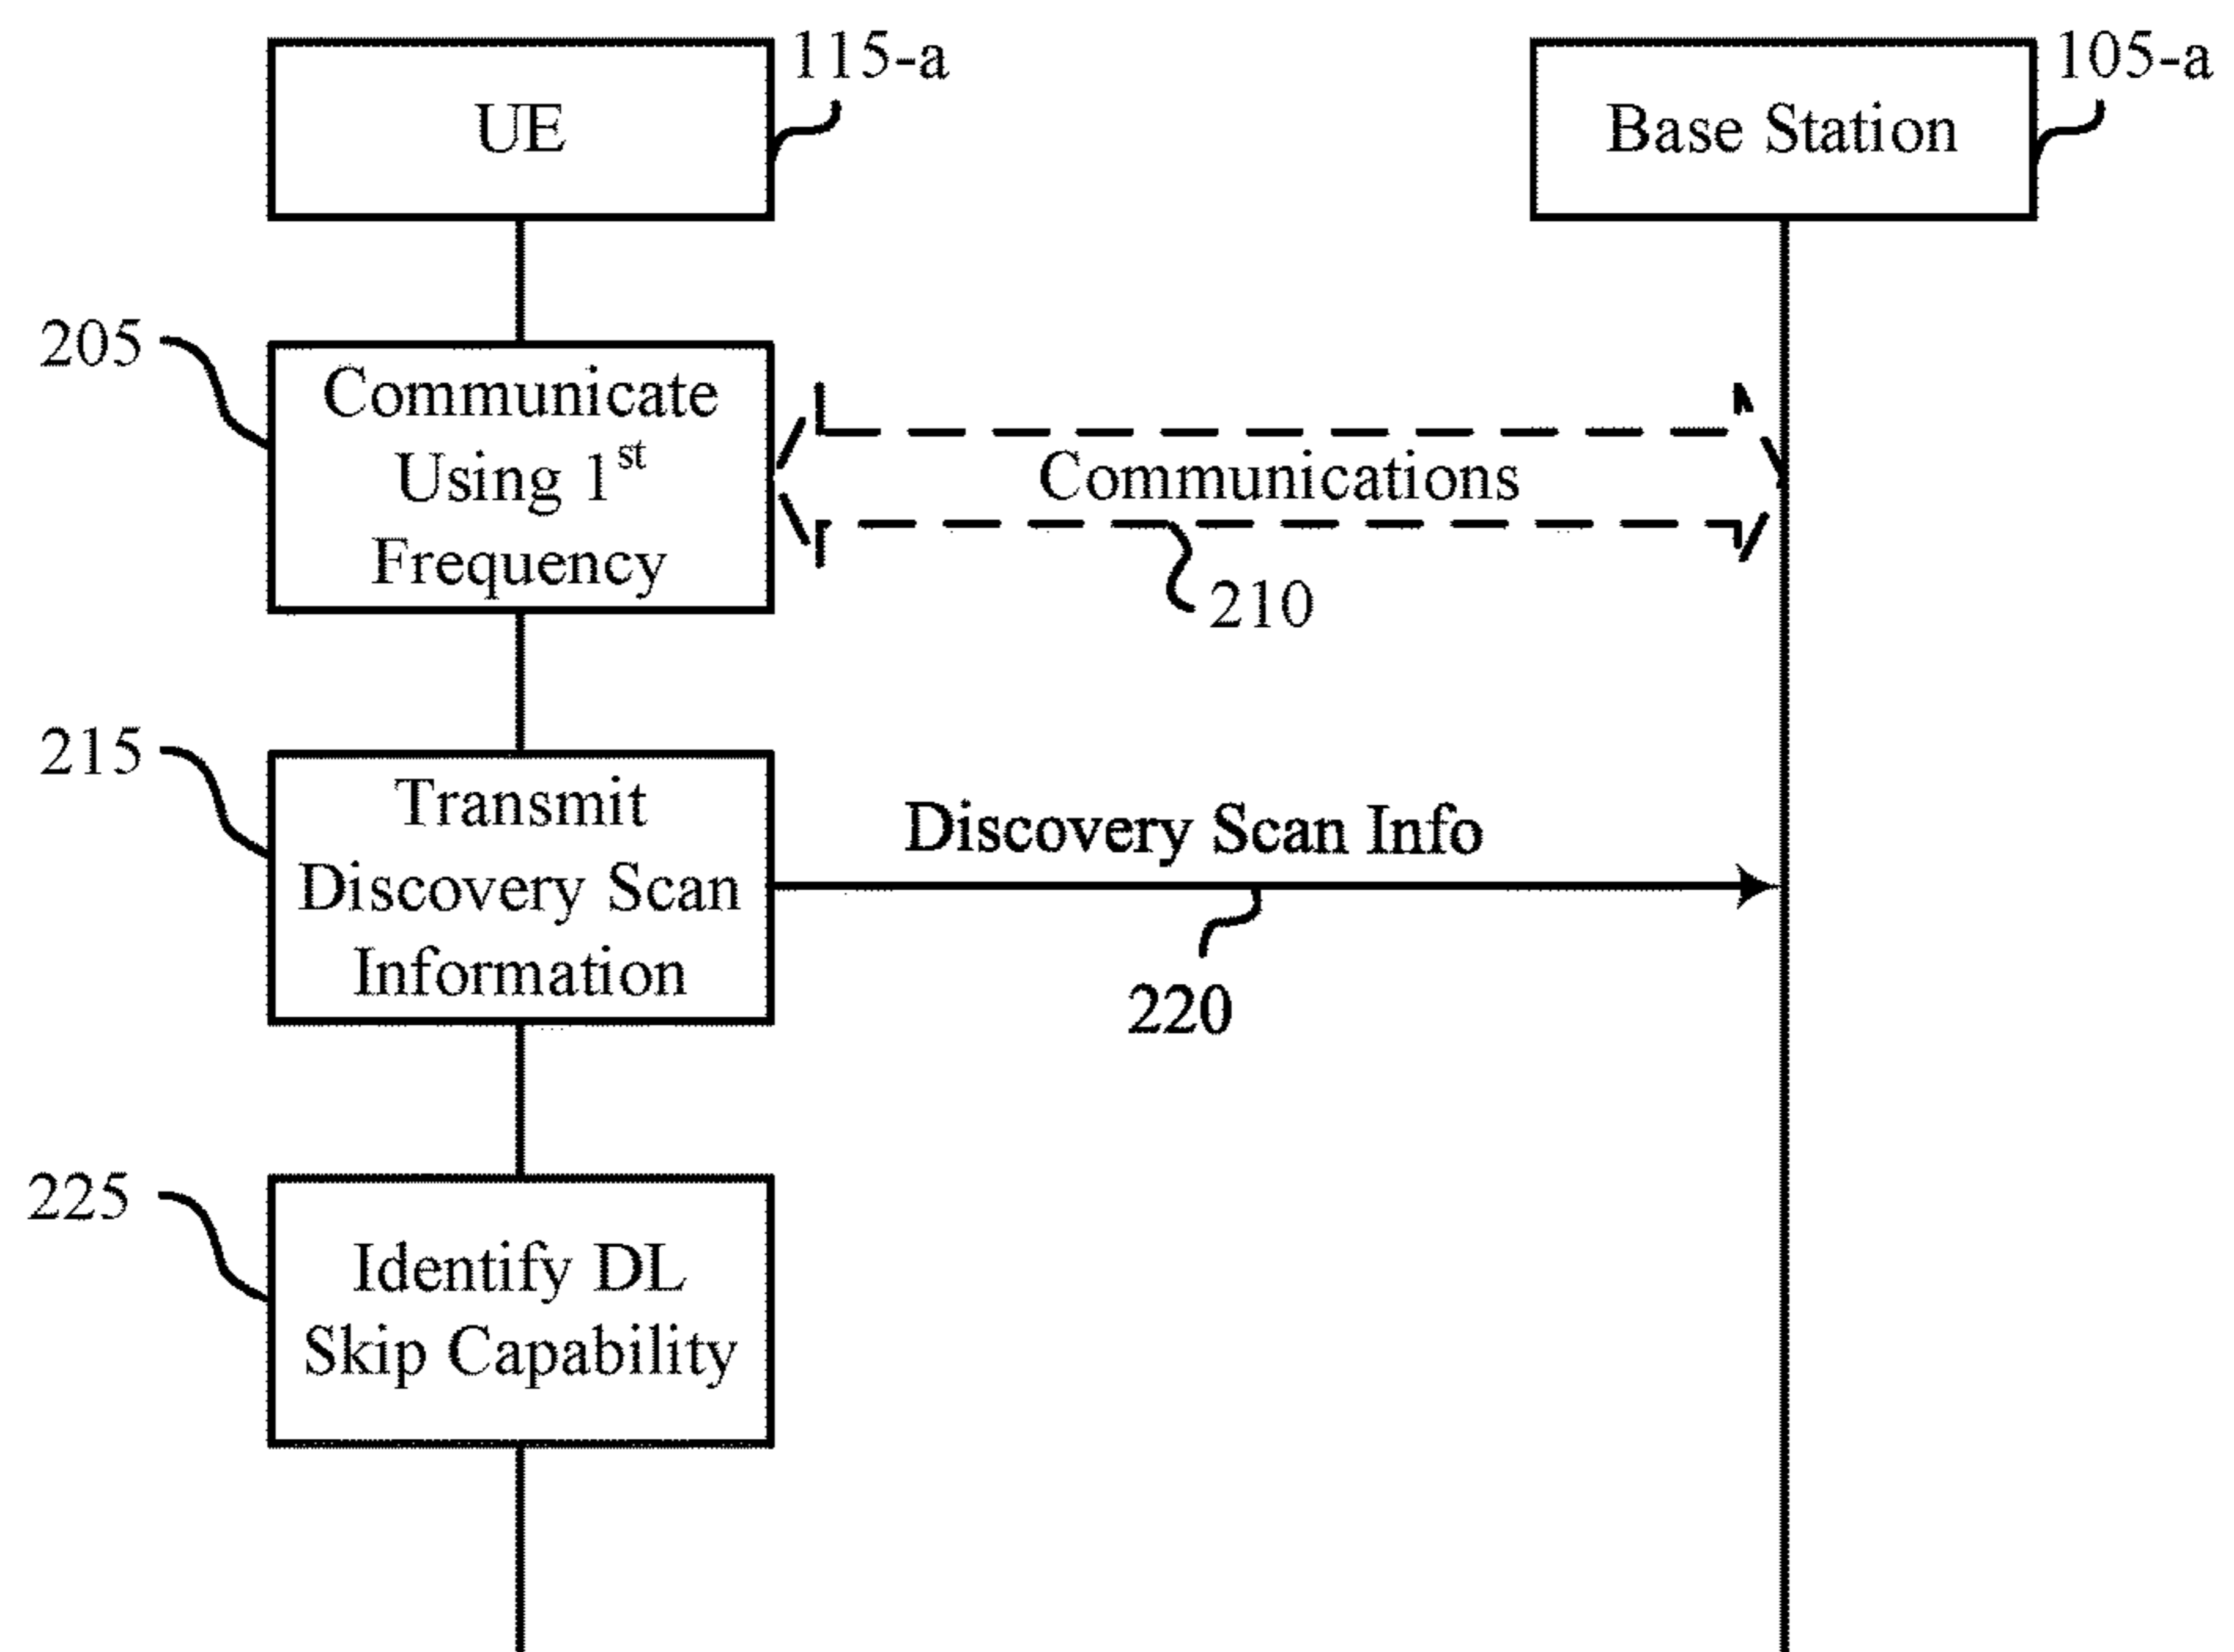 UE
115-a
Base Station
105-a
205
Communicate
Using 1st
Frequency
Communications
210
215
Transmit
Discovery Scan
Information
Discovery Scan Info
220
225
Identify DL
Skip Capability